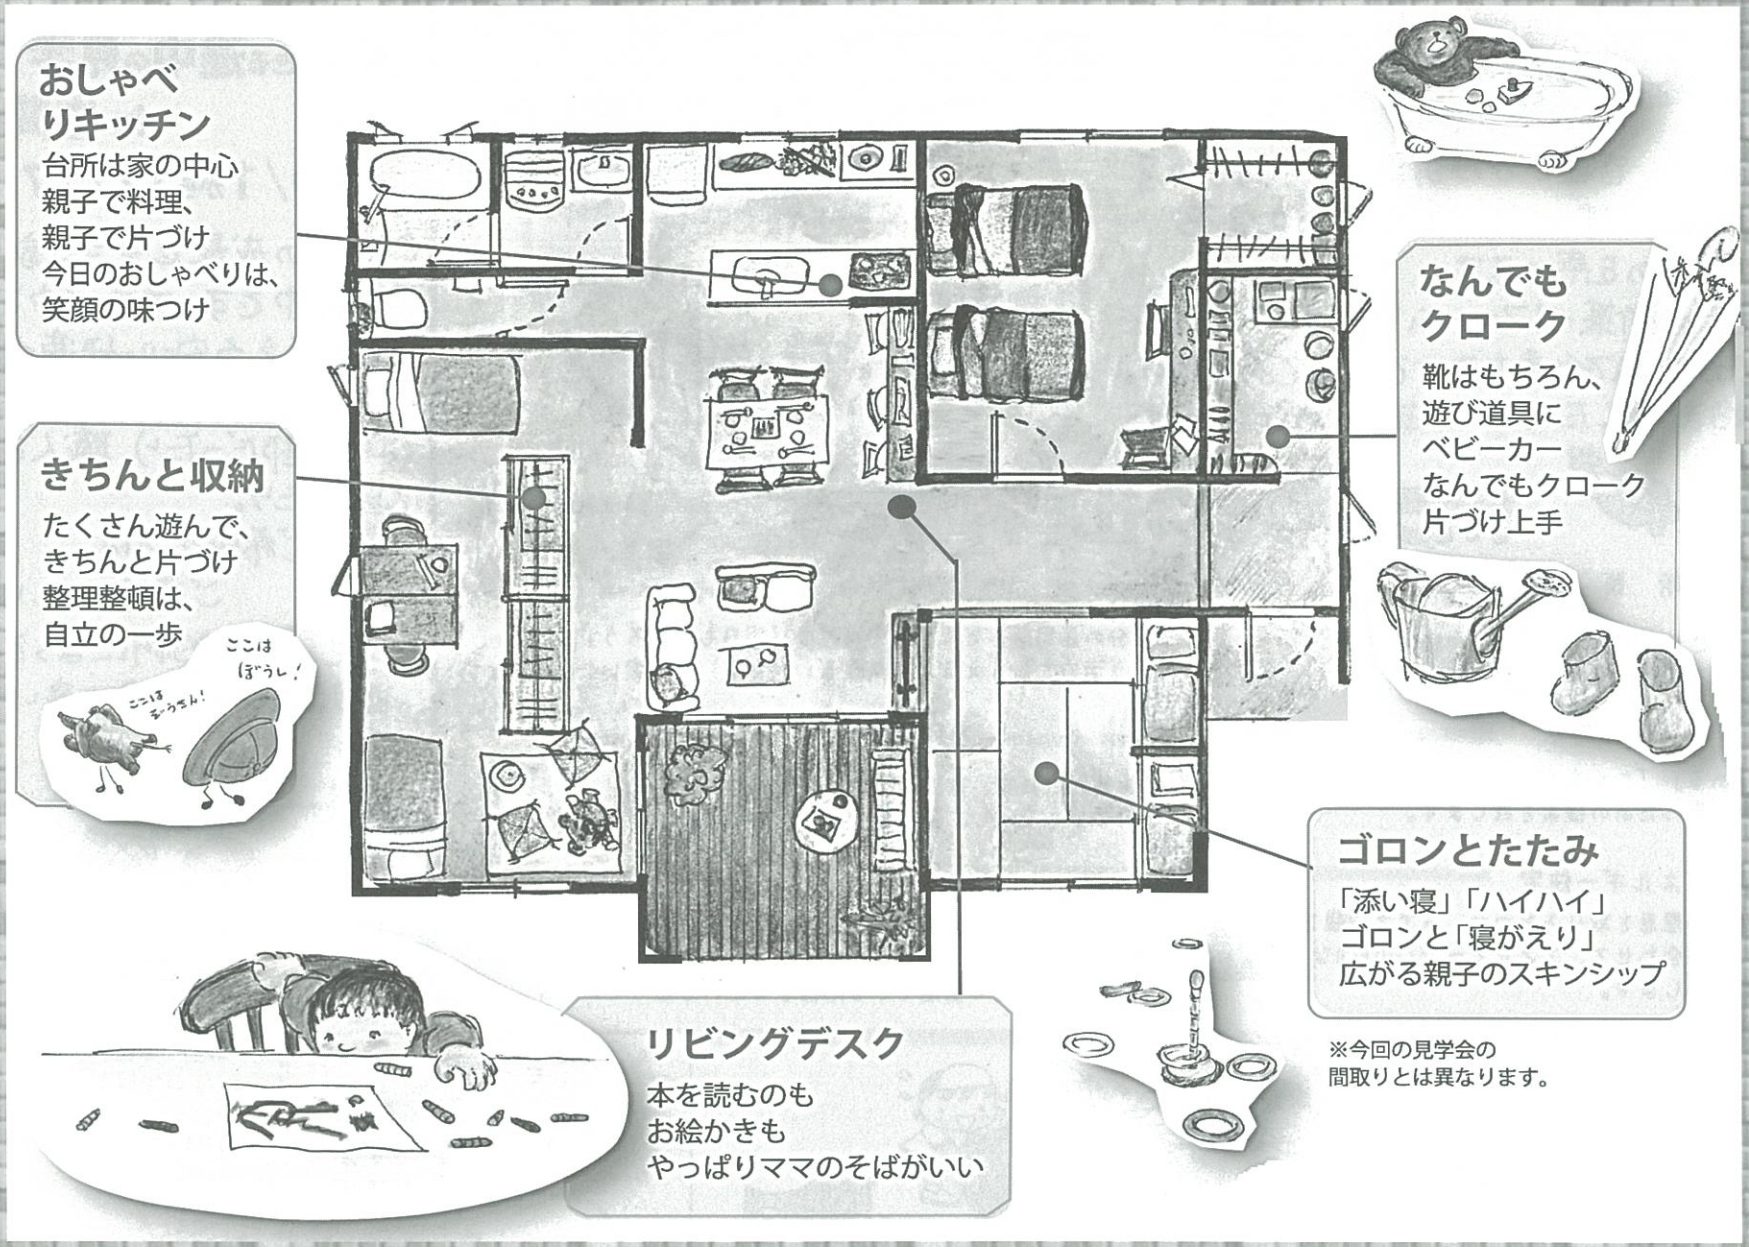 おしゃべ
りキッチン
台所は家の中心
親子で料理、
親子で片づけ
今日のおしゃべりは、
笑顔の味つけ
きちんと収納
たくさん遊んで、
きちんと片づけ
整理整頓は、
自立の一歩
ここは
ぼうし!
ここは
ぞうさん!
なんでも
クローク
靴はもちろん、
遊び道具に
ベビーカー
なんでもクローク
片づけ上手
ゴロンとたたみ
「添い寝」「ハイハイ」
ゴロンと「寝がえり」
広がる親子のスキンシップ
※今回の見学会の
間取りとは異なります。
リビングデスク
本を読むのも
お絵かきも
やっぱりママのそばがいい